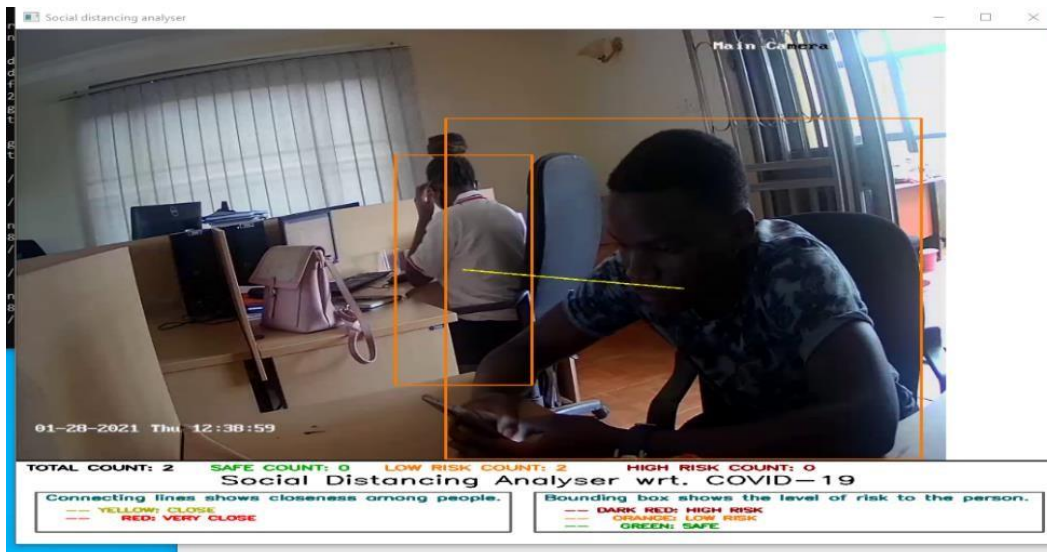 Social distancing analyser
Main Camera
01-28-2021 Thu 12:38:59
TOTAL COUNT: 2 SAFE COUNT: 0 LOW RISK COUNT: 2 HIGH RISK COUNT: 0
Social Distancing Analyser wrt. COVID-19
Connecting lines shows closeness among people.
-- YELLOW: CLOSE
-- RED: VERY CLOSE
Bounding box shows the level of risk to the person.
-- DARK RED: HIGH RISK
-- ORANGE: LOW RISK
-- GREEN: SAFE